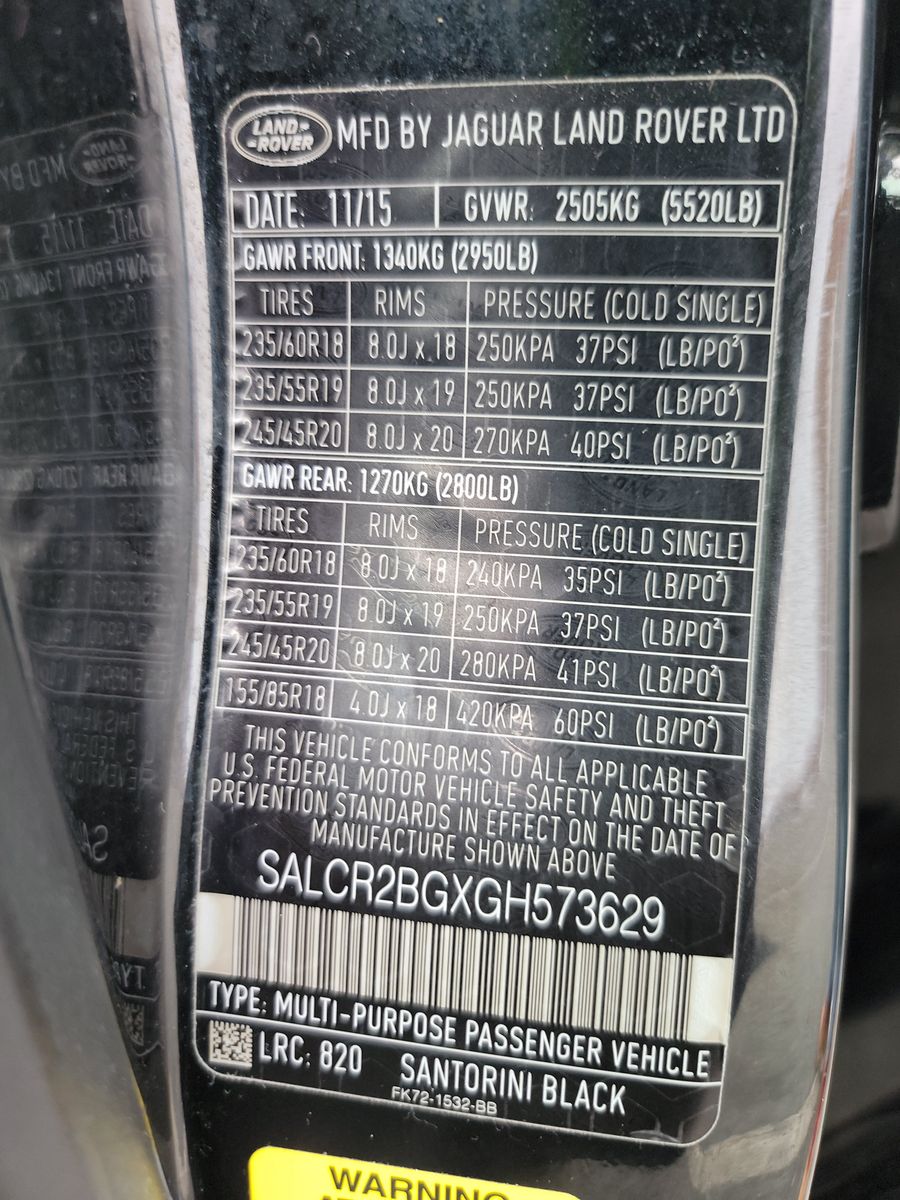 LAND ROVER MFD BY JAGUAR LAND ROVER LTD
DATE: 11/15 GVWR: 2505KG (5520LB)
GAWR FRONT: 1340KG (2950LB)
TIRES RIMS PRESSURE (COLD SINGLE)
235/60R18 8.0J x 18 250KPA 37PSI (LB/PO²)
235/55R19 8.0J x 19 250KPA 37PSI (LB/PO²)
245/45R20 8.0J x 20 270KPA 40PSI (LB/PO²)
GAWR REAR: 1270KG (2800LB)
TIRES RIMS PRESSURE (COLD SINGLE)
235/60R18 8.0J x 18 240KPA 35PSI (LB/PO²)
235/55R19 8.0J x 19 250KPA 37PSI (LB/PO²)
245/45R20 8.0J x 20 280KPA 41PSI (LB/PO²)
155/85R18 4.0J x 18 420KPA 60PSI (LB/PO²)
THIS VEHICLE CONFORMS TO ALL APPLICABLE
U.S. FEDERAL MOTOR VEHICLE SAFETY AND THEFT
PREVENTION STANDARDS IN EFFECT ON THE DATE OF
MANUFACTURE SHOWN ABOVE
SALCR2BGXGH573629
TYPE: MULTI-PURPOSE PASSENGER VEHICLE
LRC: 820 SANTORINI BLACK
FK72-1532-BB
WARNING